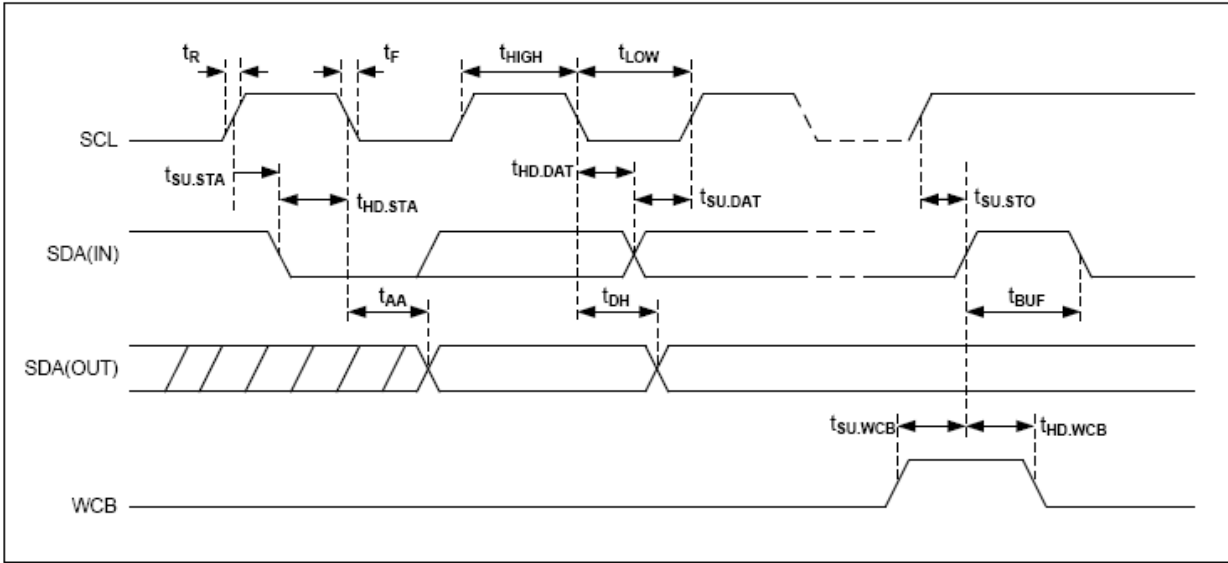 tR
tF
tHIGH
tLOW
SCL
tSU.STA
tHD.STA
tHD.DAT
tSU.DAT
tSU.STO
SDA(IN)
tAA
tDH
tBUF
SDA(OUT)
tSU.WCB
tHD.WCB
WCB